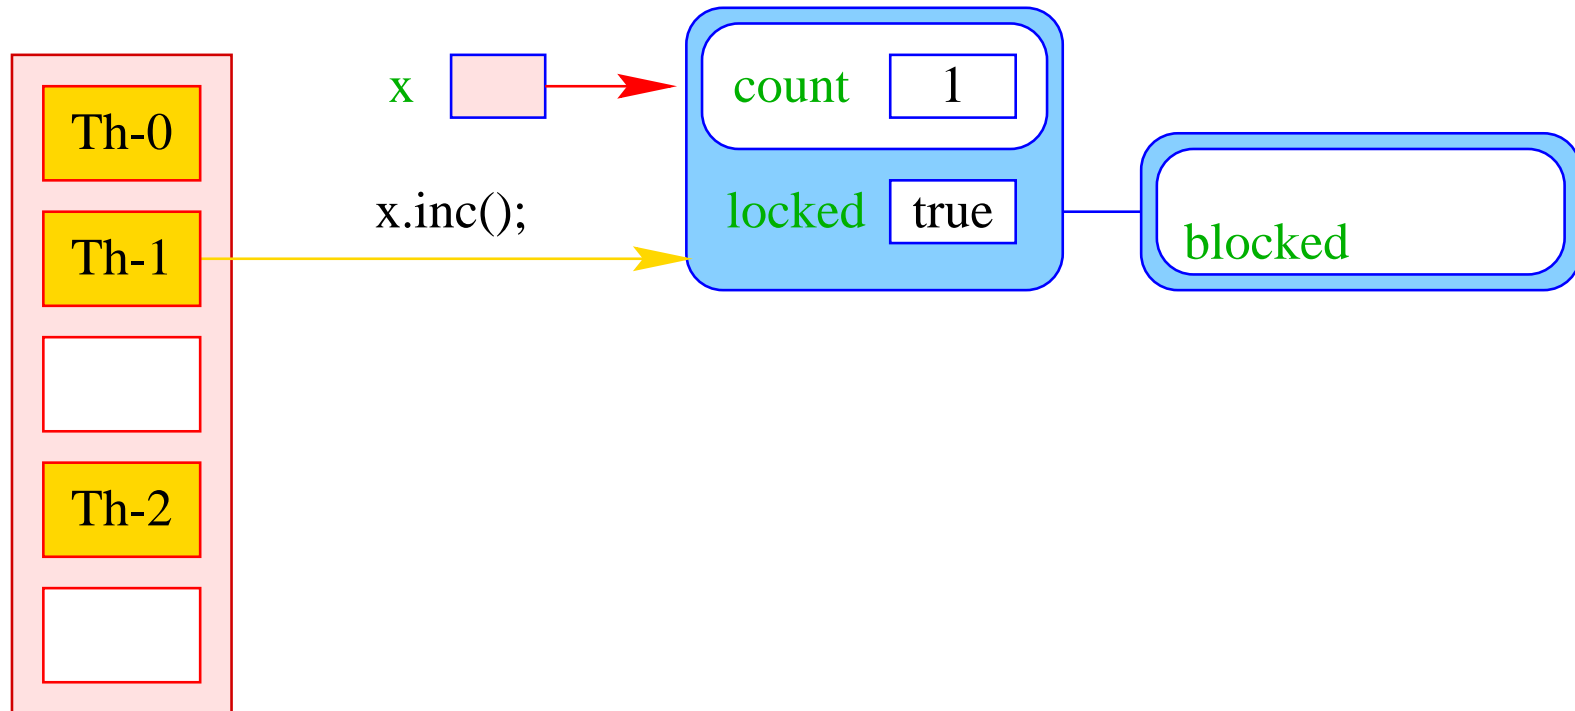 Th-0
Th-1
Th-2
x
x.inc();
count 1
locked true
blocked